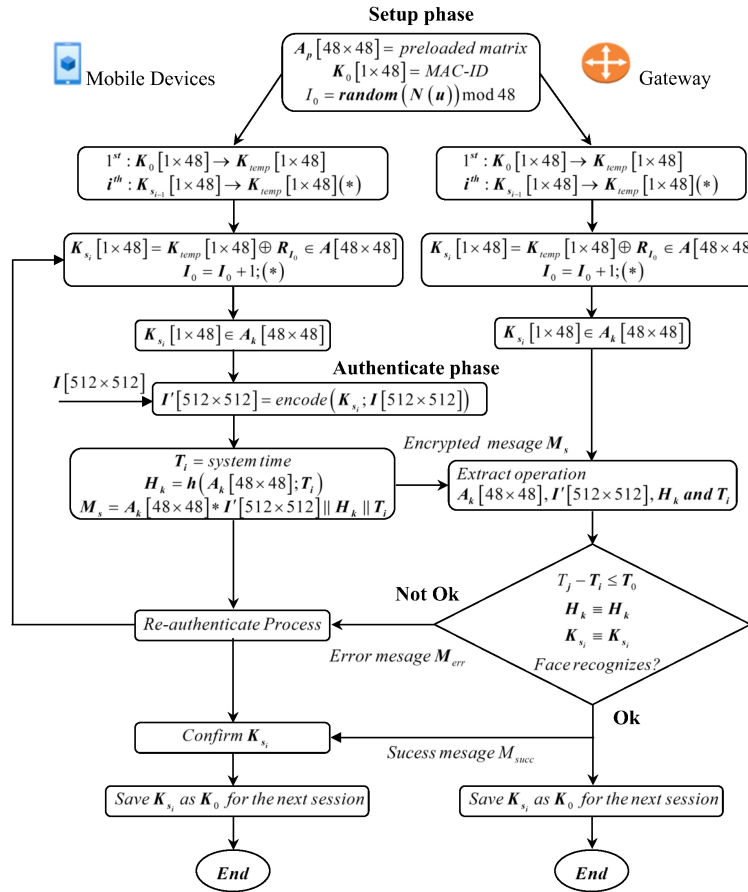 Setup phase
Mobile Devices
A_p[48×48] = preloaded matrix
K_0[1×48] = MAC-ID
I_0 = random(N(u)) mod 48
Gateway
1^st : K_0[1×48] → K_temp[1×48]
i^th : K_{s_{i-1}}[1×48] → K_temp[1×48](*)
1^st : K_0[1×48] → K_temp[1×48]
i^th : K_{s_{i-1}}[1×48] → K_temp[1×48](*)
K_{s_i}[1×48] = K_temp[1×48] ⊕ R_{I_0} ∈ A[48×48]
I_0 = I_0 + 1;(*)
K_{s_i}[1×48] = K_temp[1×48] ⊕ R_{I_0} ∈ A[48×48
I_0 = I_0 + 1;(*)
K_{s_i}[1×48] ∈ A_k[48×48]
K_{s_i}[1×48] ∈ A_k[48×48]
Authenticate phase
I[512×512]
I'[512×512] = encode(K_{s_i}; I[512×512])
Encrypted mesage M_s
T_i = system time
H_k = h(A_k[48×48]; T_i)
M_s = A_k[48×48] * I'[512×512] || H_k || T_i
Extract operation
A_k[48×48], I'[512×512], H_k and T_i
T_j − T_i ≤ T_0
H_k ≡ H_k
K_{s_i} ≡ K_{s_i}
Face recognizes?
Not Ok
Re-authenticate Process
Error mesage M_err
Ok
Confirm K_{s_i}
Sucess mesage M_succ
Save K_{s_i} as K_0 for the next session
Save K_{s_i} as K_0 for the next session
End
End